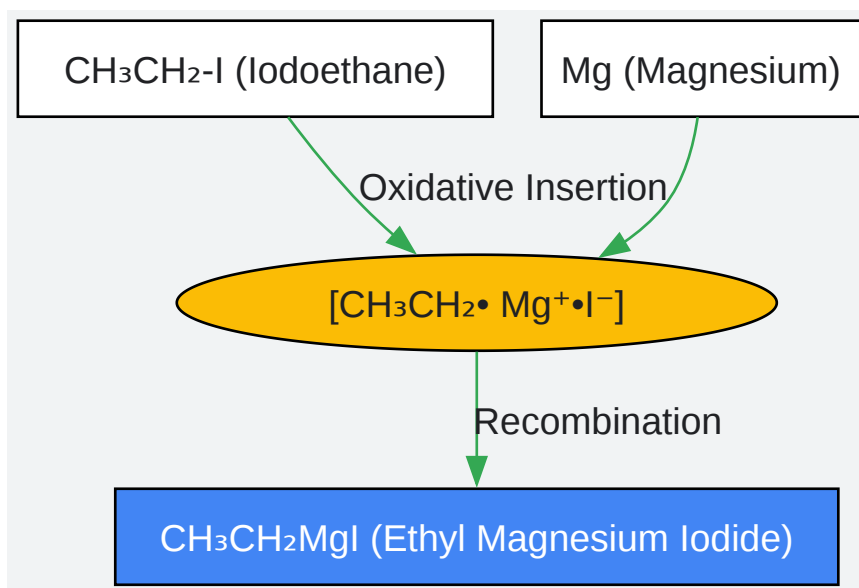 CH₃CH₂-I (Iodoethane)
Mg (Magnesium)
Oxidative Insertion
[CH₃CH₂• Mg⁺•I⁻]
Recombination
CH₃CH₂MgI (Ethyl Magnesium Iodide)